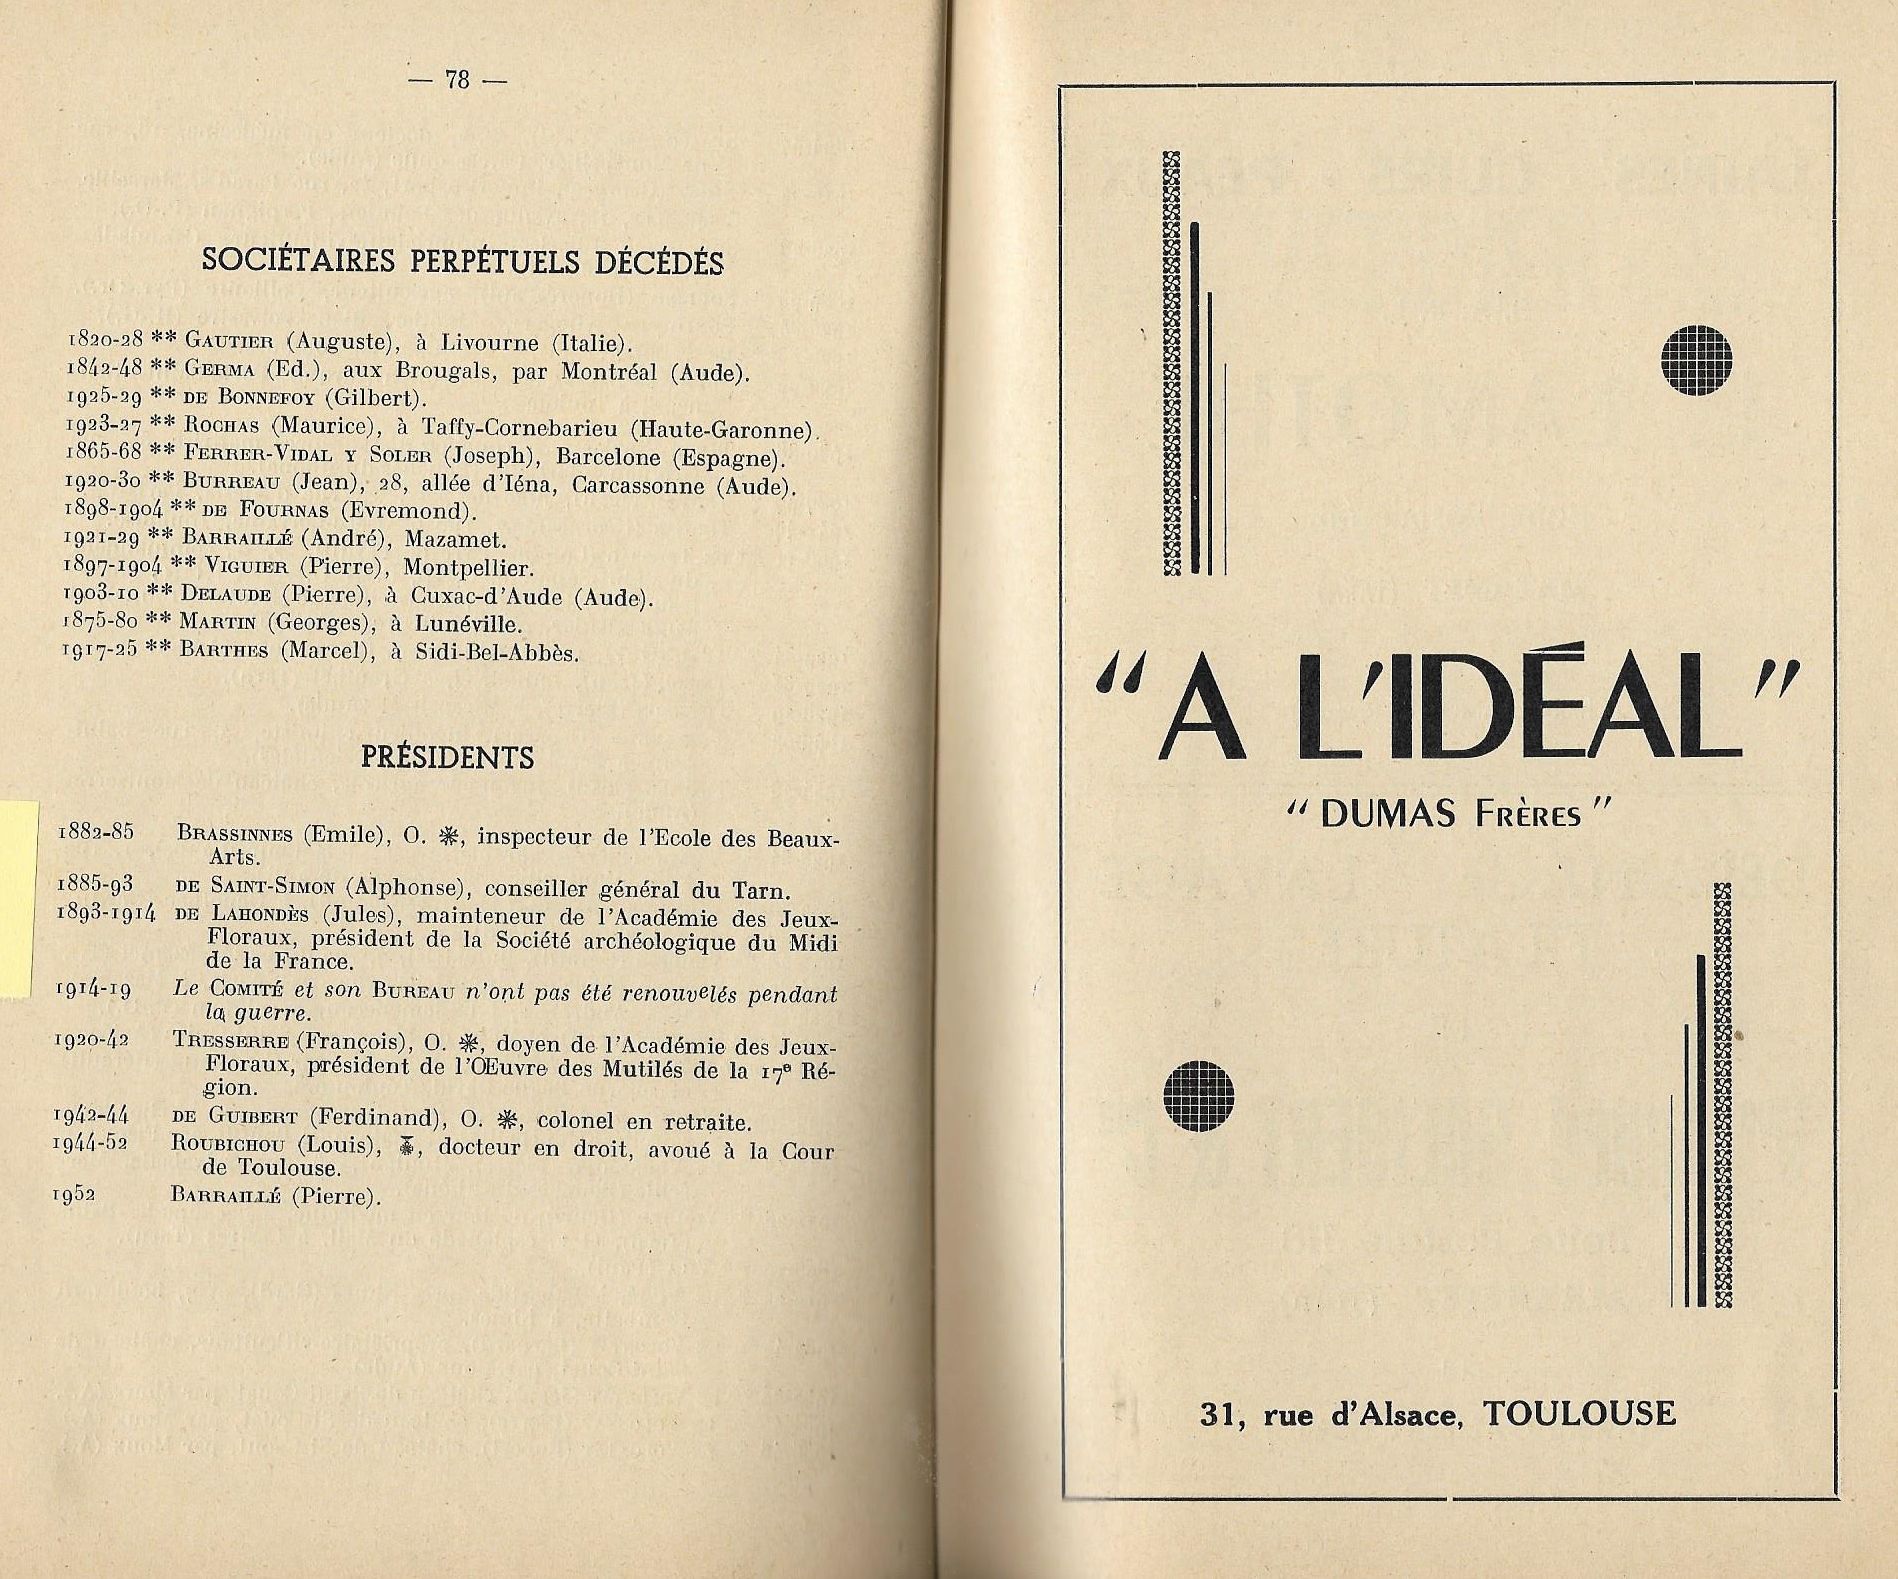 — 78 —
SOCIÉTAIRES PERPÉTUELS DÉCÉDÉS
1820-28 ** GAUTIER (Auguste), à Livourne (Italie).
1842-48 ** GERMA (Ed.), aux Brougals, par Montréal (Aude).
1925-29 ** DE BONNEFOY (Gilbert).
1923-27 ** ROCHAS (Maurice), à Taffy-Cornebarieu (Haute-Garonne).
1865-68 ** FERRER-VIDAL Y SOLER (Joseph), Barcelone (Espagne).
1920-30 ** BURREAU (Jean), 28, allée d'Iéna, Carcassonne (Aude).
1898-1904 ** DE FOURNAS (Evremond).
1921-29 ** BARRAILLÉ (André), Mazamet.
1897-1904 ** VIGUIER (Pierre), Montpellier.
1903-10 ** DELAUDE (Pierre), à Cuxac-d'Aude (Aude).
1875-80 ** MARTIN (Georges), à Lunéville.
1917-25 ** BARTHES (Marcel), à Sidi-Bel-Abbès.
PRÉSIDENTS
1882-85 BRASSINNES (Emile), O. ❋, inspecteur de l'Ecole des Beaux-
Arts.
1885-93 DE SAINT-SIMON (Alphonse), conseiller général du Tarn.
1893-1914 DE LAHONDÈS (Jules), mainteneur de l'Académie des Jeux-
Floraux, président de la Société archéologique du Midi
de la France.
1914-19 Le COMITÉ et son BUREAU n'ont pas été renouvelés pendant
la guerre.
1920-42 TRESSERRE (François), O. ❋, doyen de l'Académie des Jeux-
Floraux, président de l'Œuvre des Mutilés de la 17e Ré-
gion.
1942-44 DE GUIBERT (Ferdinand), O. ❋, colonel en retraite.
1944-52 ROUBICHOU (Louis), , docteur en droit, avoué à la Cour
de Toulouse.
1952 BARRAILLÉ (Pierre).
“A L'IDÉAL”
“DUMAS FRÈRES”
31, rue d'Alsace, TOULOUSE